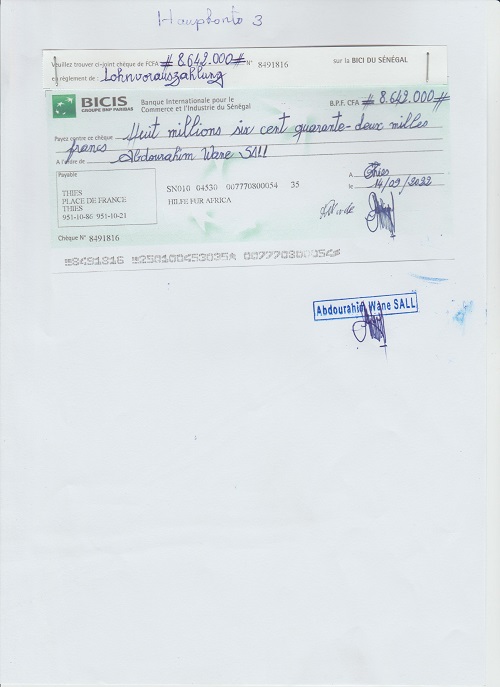 Hauptkonto 3
Veuillez trouver ci-joint chèque de FCFA # 8.642.000 # N° 8491816 sur la BICI DU SÉNÉGAL
en règlement de : Lohnvorauszahlung
BICIS Banque Internationale pour le B.P.F. CFA # 8.642.000 #
GROUPE BNP PARIBAS Commerce et l'Industrie du Sénégal
Payez contre ce chèque Huit millions six cent quarante-deux milles
francs
A l'ordre de Abdourahim Wane SALL
Payable
THIES
PLACE DE FRANCE
THIES
951-10-86 951-10-21
SN010 04530 007770800054 35
HILFE FUR AFRICA
A Thies
le 14/09/2022
Chèque N° 8491816
Abdourahim Wane SALL